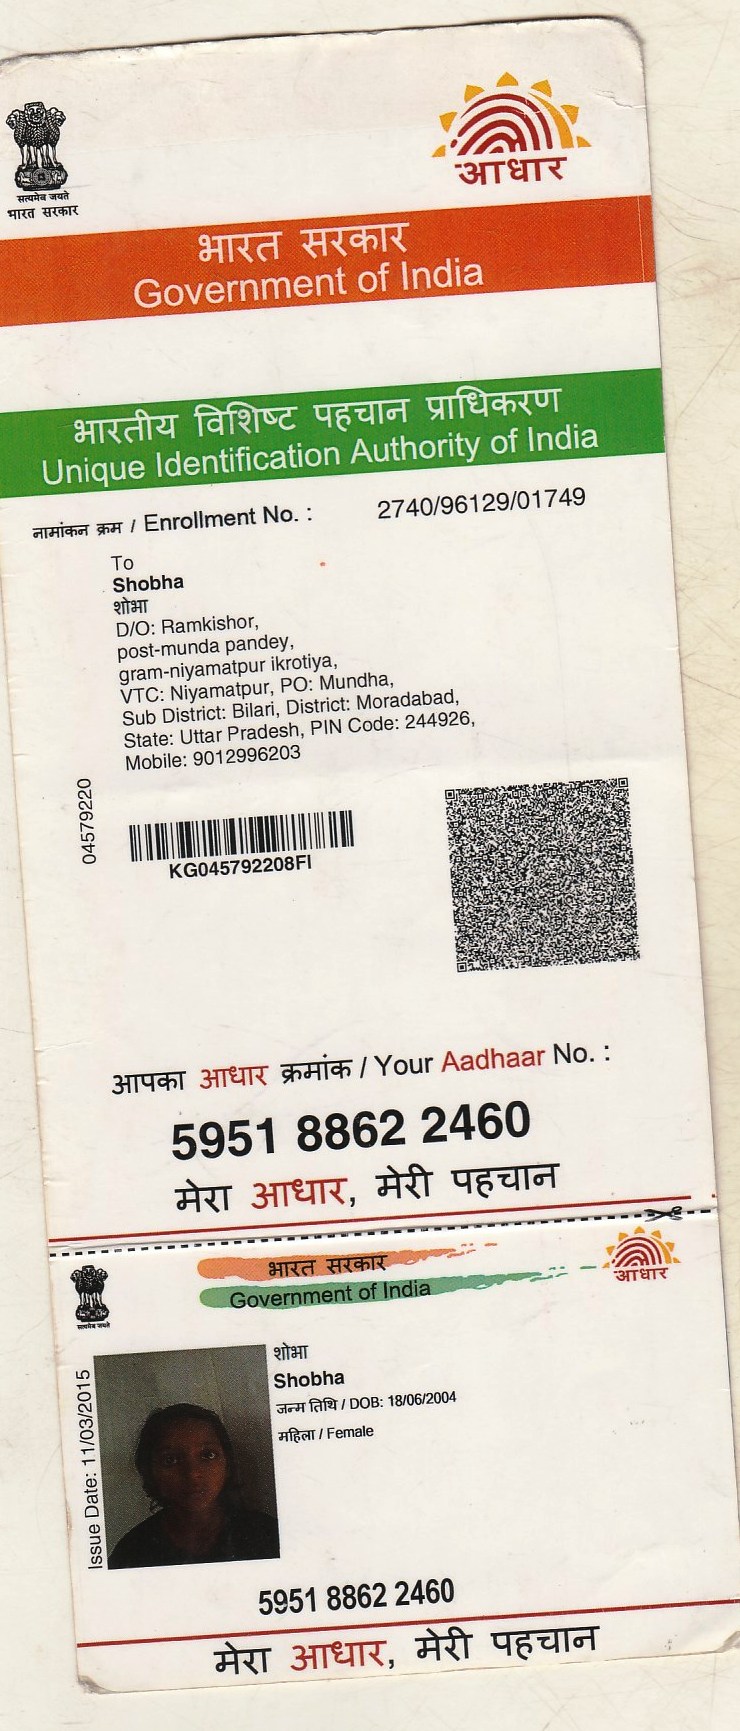 आधार
सत्यमेव जयते
भारत सरकार
भारत सरकार
Government of India
भारतीय विशिष्ट पहचान प्राधिकरण
Unique Identification Authority of India
नामांकन क्रम / Enrollment No. : 2740/96129/01749
To
Shobha
शोभा
D/O: Ramkishor,
post-munda pandey,
gram-niyamatpur ikrotiya,
VTC: Niyamatpur, PO: Mundha,
Sub District: Bilari, District: Moradabad,
State: Uttar Pradesh, PIN Code: 244926,
Mobile: 9012996203
04579220
KG045792208FI
आपका आधार क्रमांक / Your Aadhaar No. :
5951 8862 2460
मेरा आधार, मेरी पहचान
भारत सरकार
Government of India
आधार
सत्यमेव जयते
शोभा
Shobha
जन्म तिथि / DOB: 18/06/2004
महिला / Female
Issue Date: 11/03/2015
5951 8862 2460
मेरा आधार, मेरी पहचान